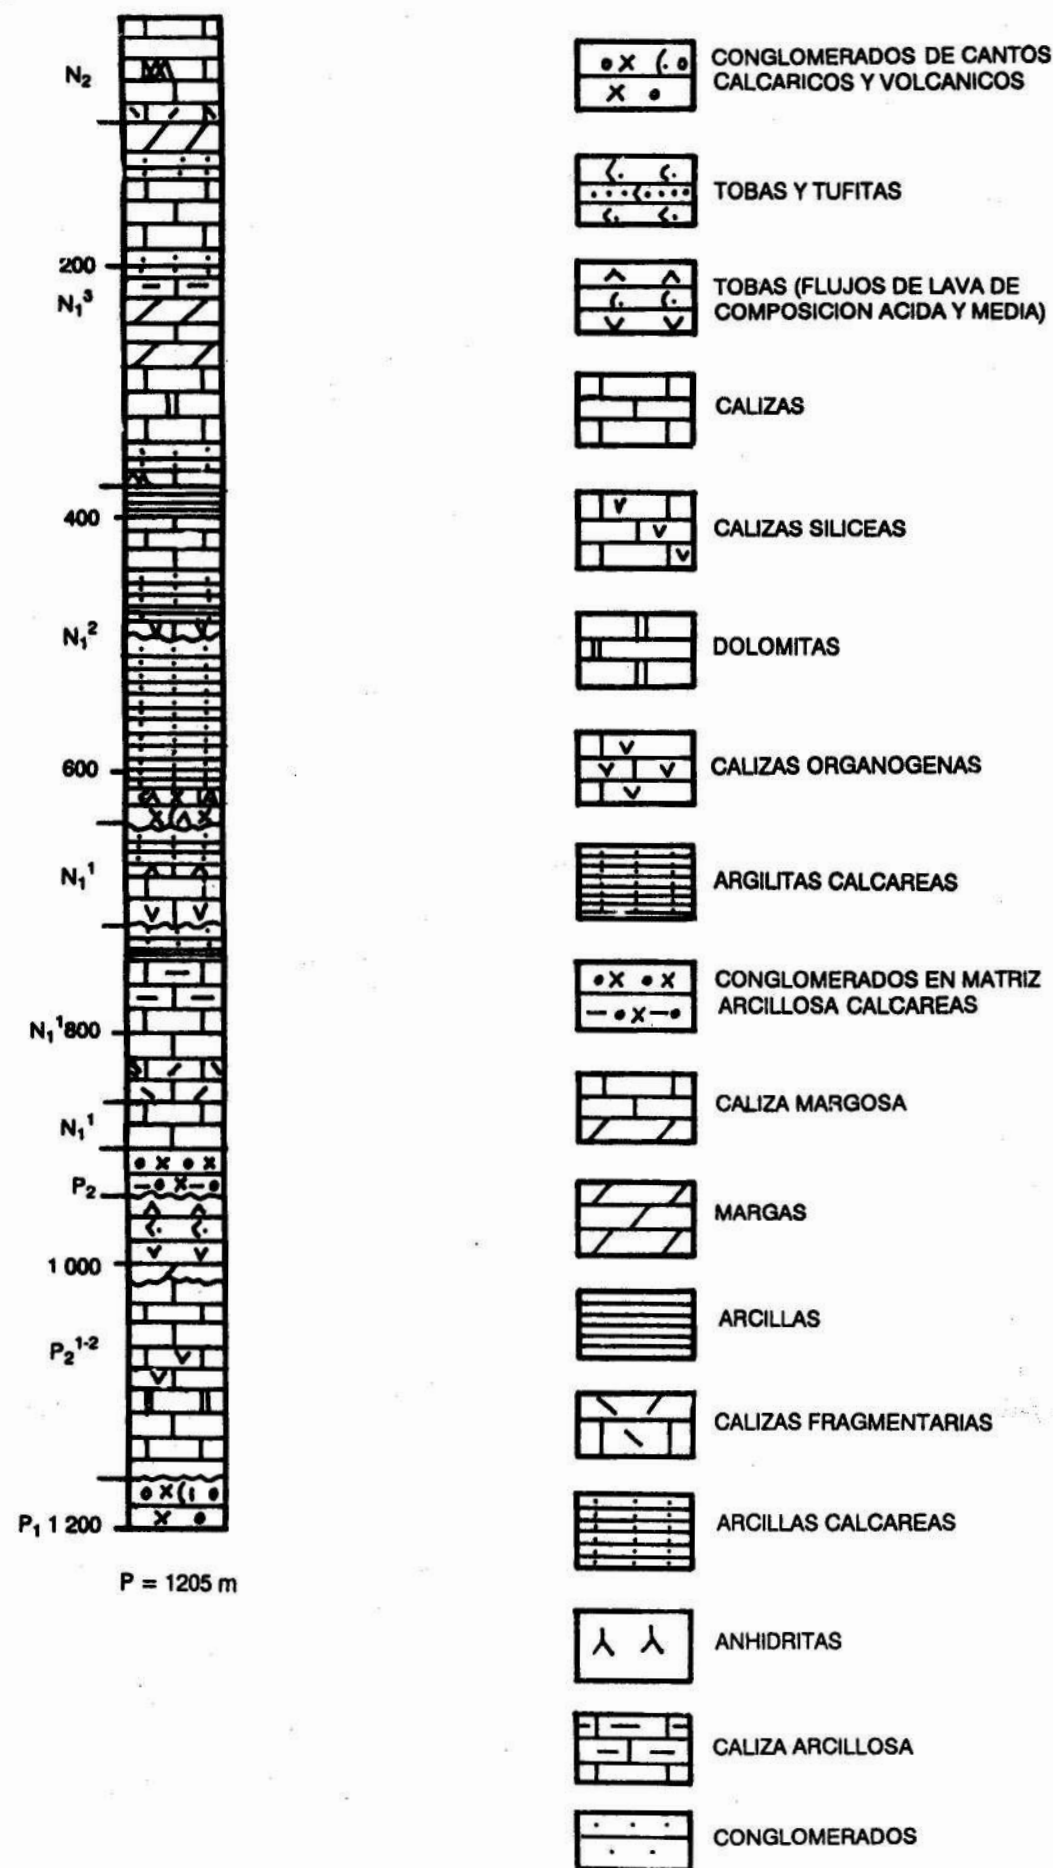 N₂
200
N₁³
400
N₁²
600
N₁¹
N₁¹ 800
N₁¹
P₂
1 000
P₂¹⁻²
P₁ 1 200
P = 1205 m
CONGLOMERADOS DE CANTOS
CALCARICOS Y VOLCANICOS
TOBAS Y TUFITAS
TOBAS (FLUJOS DE LAVA DE
COMPOSICION ACIDA Y MEDIA)
CALIZAS
CALIZAS SILICEAS
DOLOMITAS
CALIZAS ORGANOGENAS
ARGILITAS CALCAREAS
CONGLOMERADOS EN MATRIZ
ARCILLOSA CALCAREAS
CALIZA MARGOSA
MARGAS
ARCILLAS
CALIZAS FRAGMENTARIAS
ARCILLAS CALCAREAS
ANHIDRITAS
CALIZA ARCILLOSA
CONGLOMERADOS